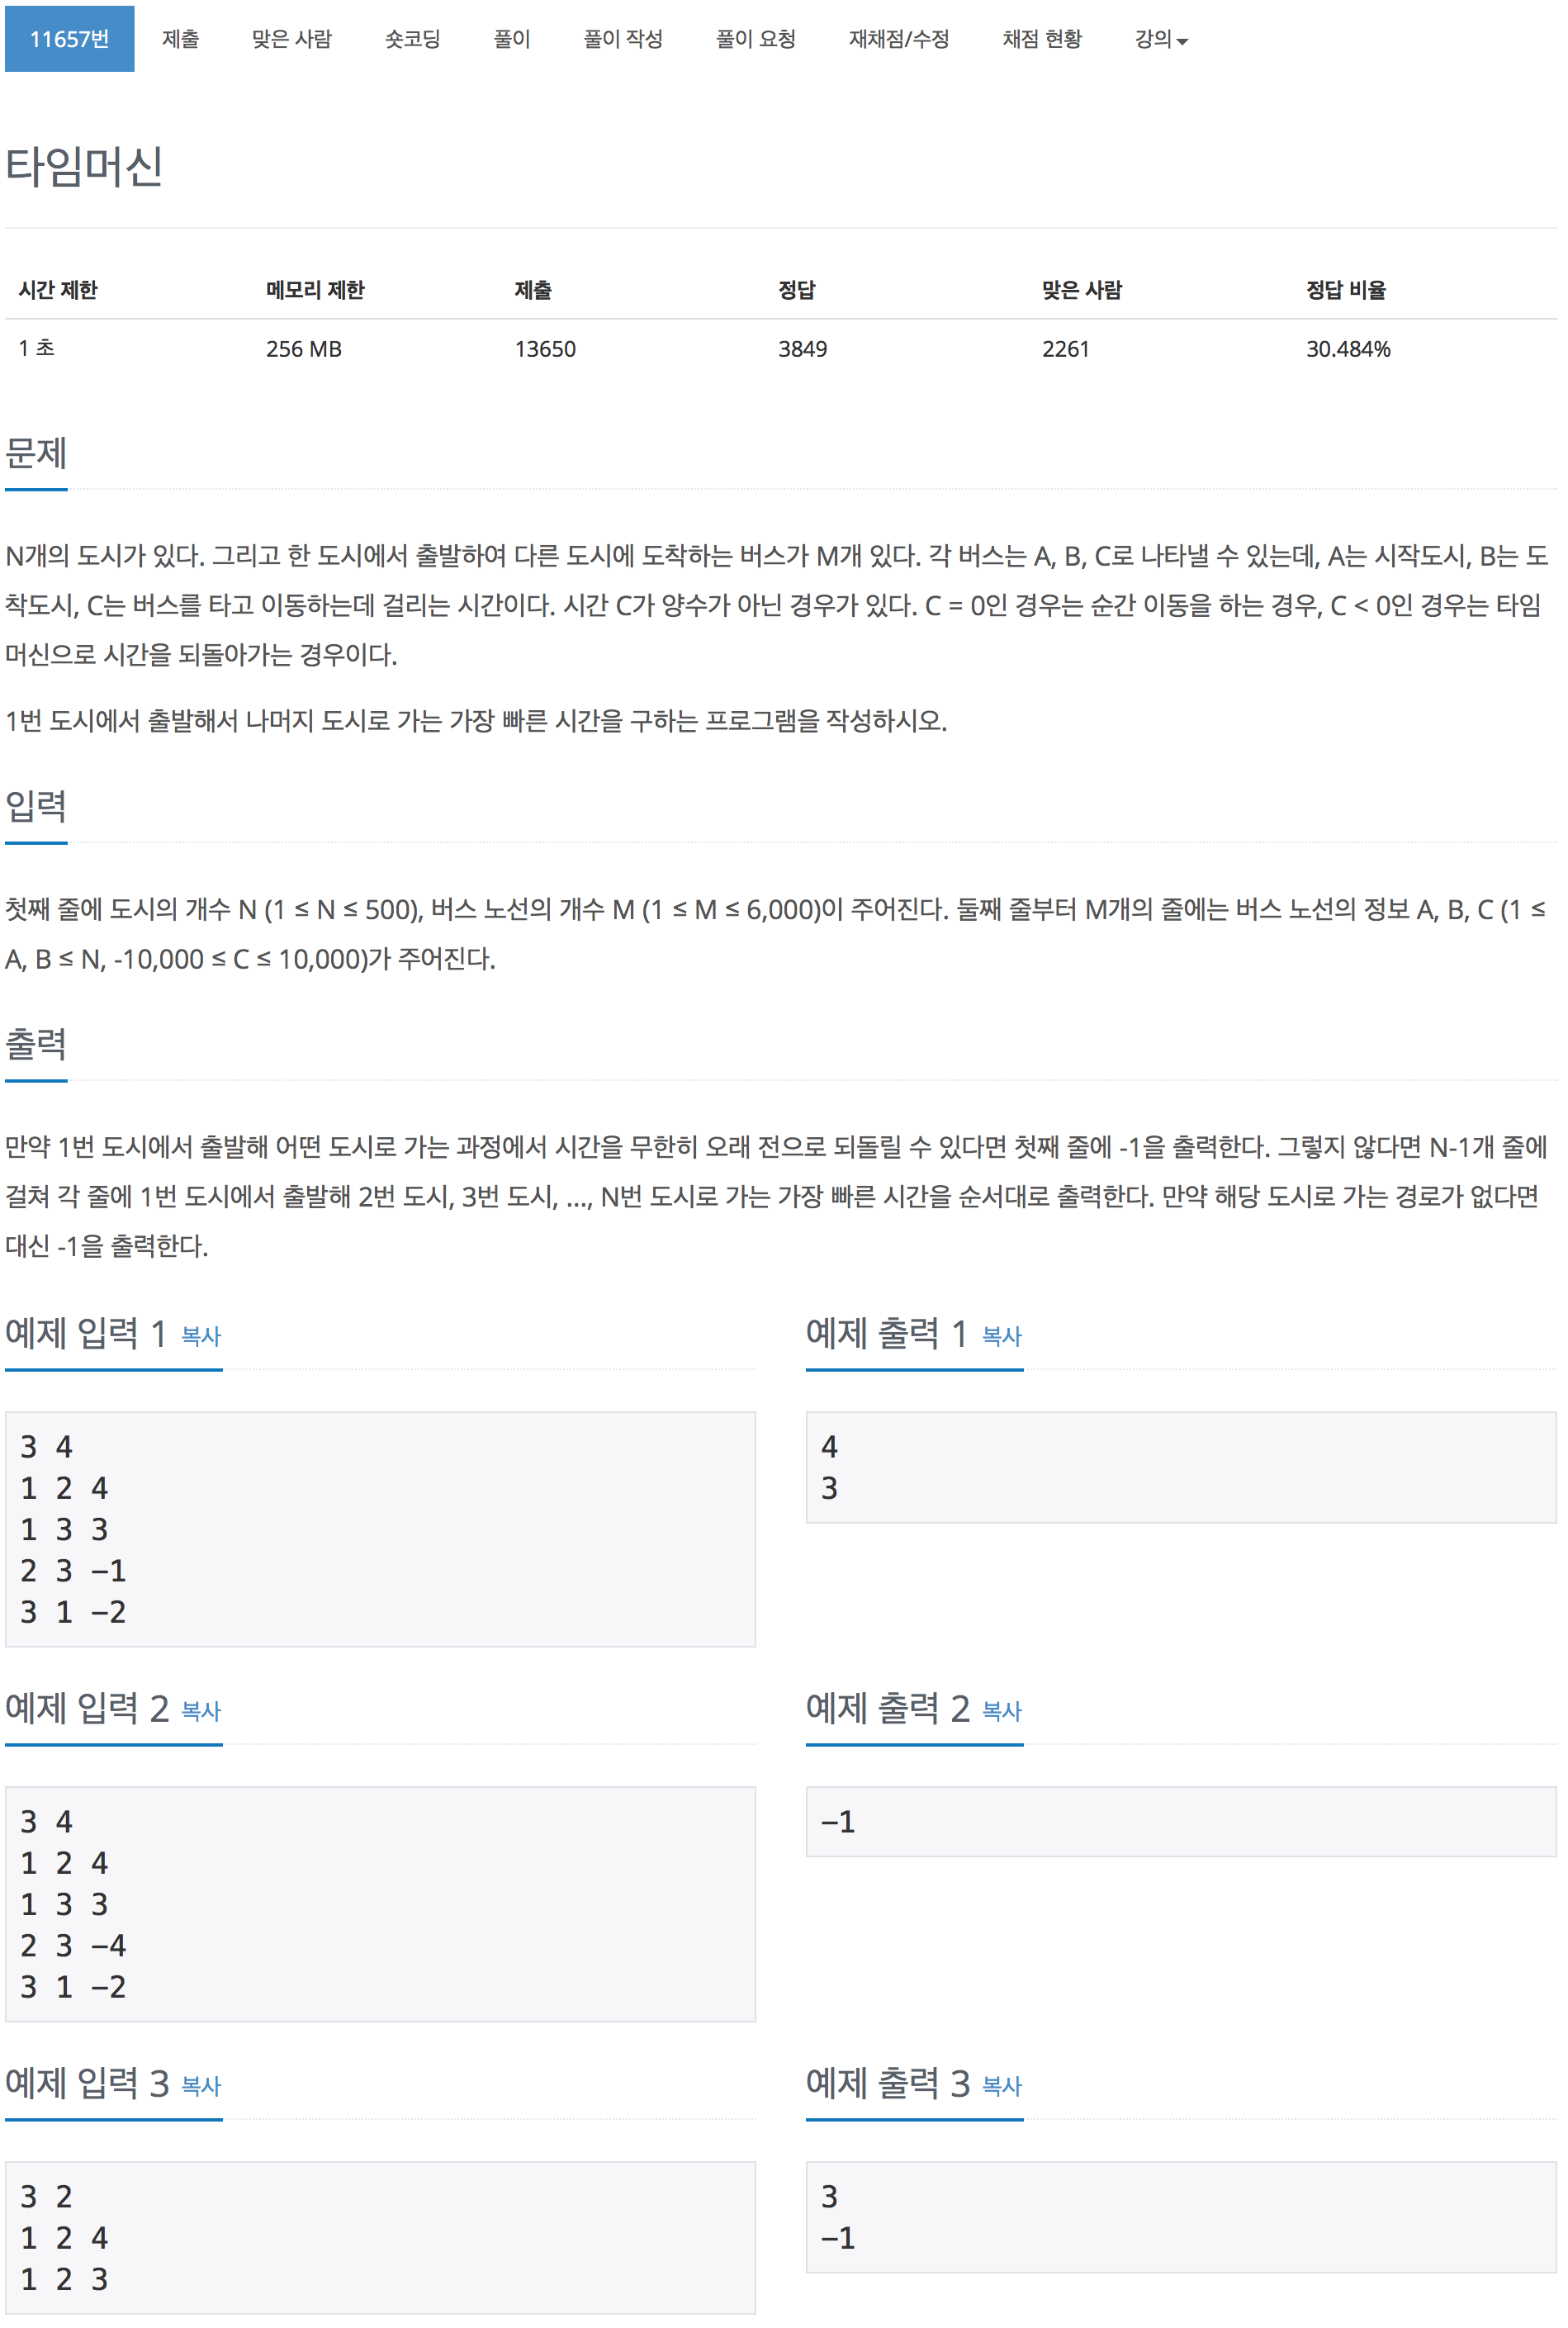 11657번 제출 맞은 사람 숏코딩 풀이 풀이 작성 풀이 요청 재채점/수정 채점 현황 강의
타임머신
시간 제한 메모리 제한 제출 정답 맞은 사람 정답 비율
1 초 256 MB 13650 3849 2261 30.484%
문제
N개의 도시가 있다. 그리고 한 도시에서 출발하여 다른 도시에 도착하는 버스가 M개 있다. 각 버스는 A, B, C로 나타낼 수 있는데, A는 시작도시, B는 도
착도시, C는 버스를 타고 이동하는데 걸리는 시간이다. 시간 C가 양수가 아닌 경우가 있다. C = 0인 경우는 순간 이동을 하는 경우, C < 0인 경우는 타임
머신으로 시간을 되돌아가는 경우이다.
1번 도시에서 출발해서 나머지 도시로 가는 가장 빠른 시간을 구하는 프로그램을 작성하시오.
입력
첫째 줄에 도시의 개수 N (1 ≤ N ≤ 500), 버스 노선의 개수 M (1 ≤ M ≤ 6,000)이 주어진다. 둘째 줄부터 M개의 줄에는 버스 노선의 정보 A, B, C (1 ≤
A, B ≤ N, -10,000 ≤ C ≤ 10,000)가 주어진다.
출력
만약 1번 도시에서 출발해 어떤 도시로 가는 과정에서 시간을 무한히 오래 전으로 되돌릴 수 있다면 첫째 줄에 -1을 출력한다. 그렇지 않다면 N-1개 줄에
걸쳐 각 줄에 1번 도시에서 출발해 2번 도시, 3번 도시, ..., N번 도시로 가는 가장 빠른 시간을 순서대로 출력한다. 만약 해당 도시로 가는 경로가 없다면
대신 -1을 출력한다.
예제 입력 1 복사
3 4
1 2 4
1 3 3
2 3 -1
3 1 -2
예제 출력 1 복사
4
3
예제 입력 2 복사
3 4
1 2 4
1 3 3
2 3 -4
3 1 -2
예제 출력 2 복사
-1
예제 입력 3 복사
3 2
1 2 4
1 2 3
예제 출력 3 복사
3
-1